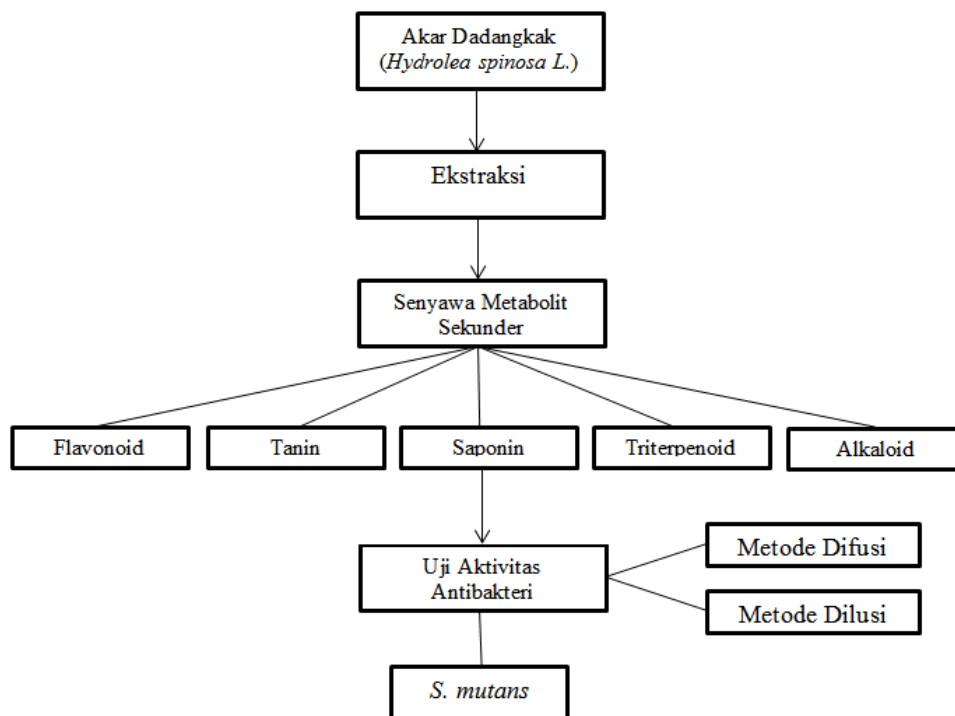 Akar Dadangkak
(Hydrolea spinosa L.)
Ekstraksi
Senyawa Metabolit
Sekunder
Flavonoid
Tanin
Saponin
Triterpenoid
Alkaloid
Uji Aktivitas
Antibakteri
Metode Difusi
Metode Dilusi
S. mutans